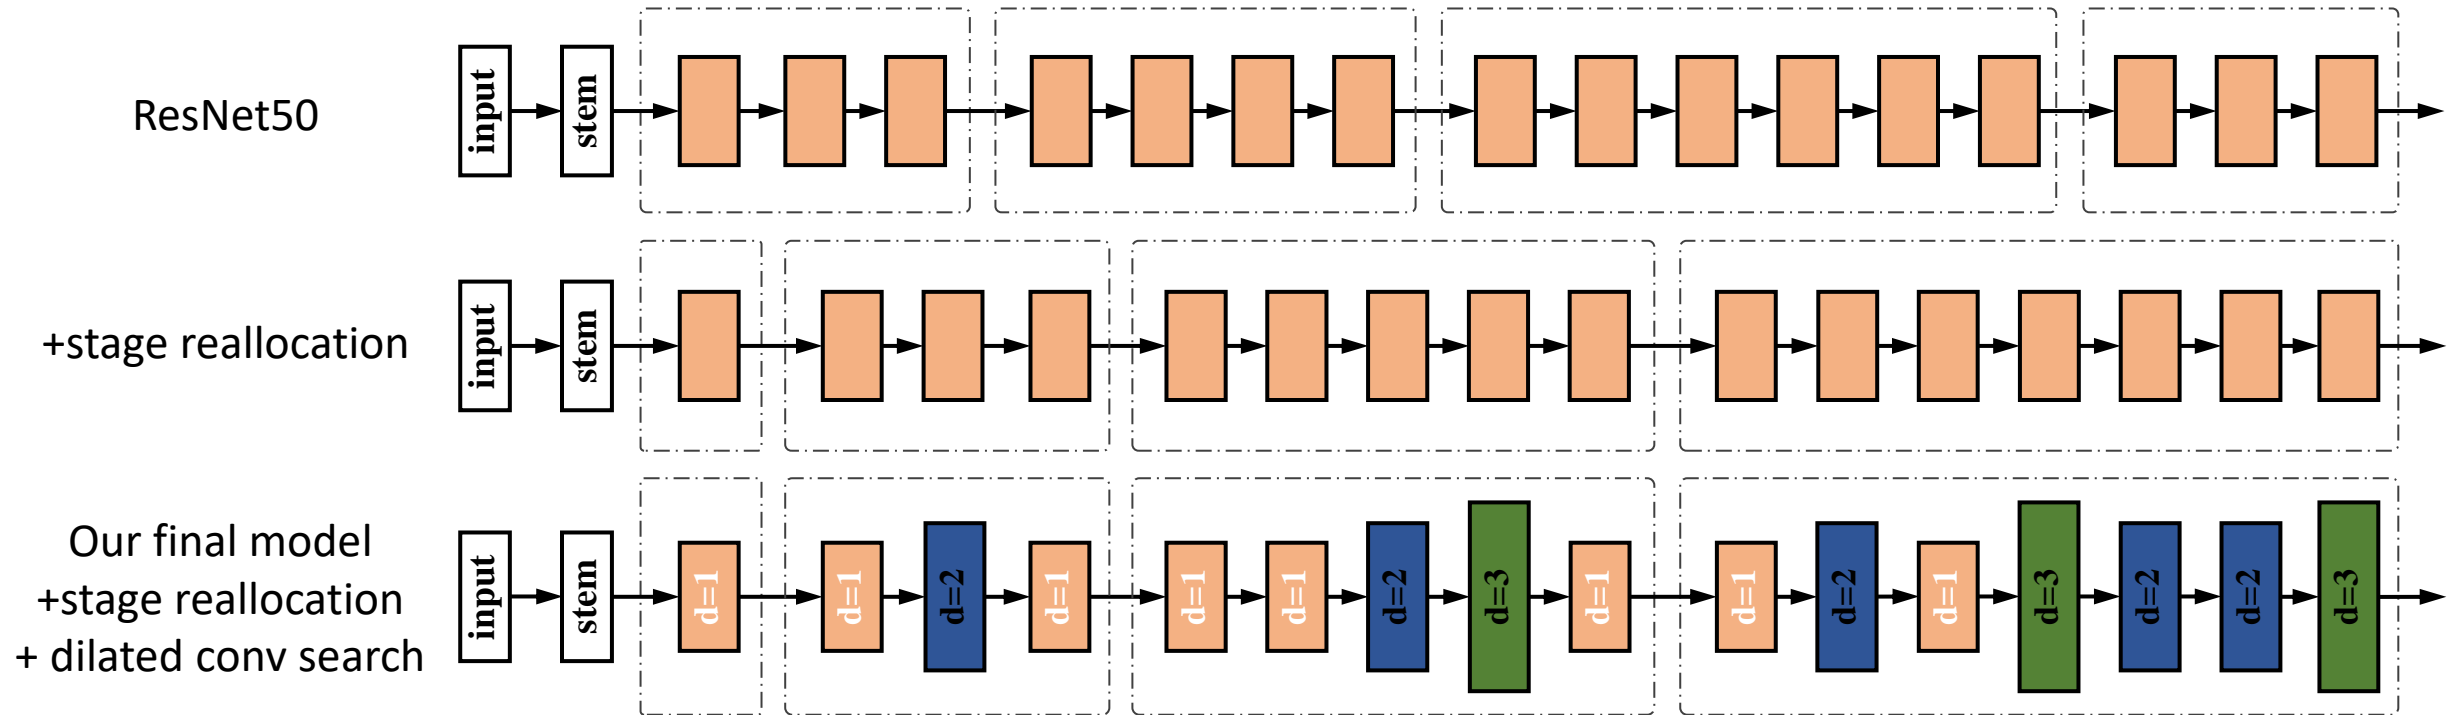 ResNet50
input
stem
+stage reallocation
input
stem
Our final model
+stage reallocation
+ dilated conv search
input
stem
d=1
d=1
d=2
d=1
d=1
d=1
d=2
d=3
d=1
d=1
d=2
d=1
d=3
d=2
d=2
d=3